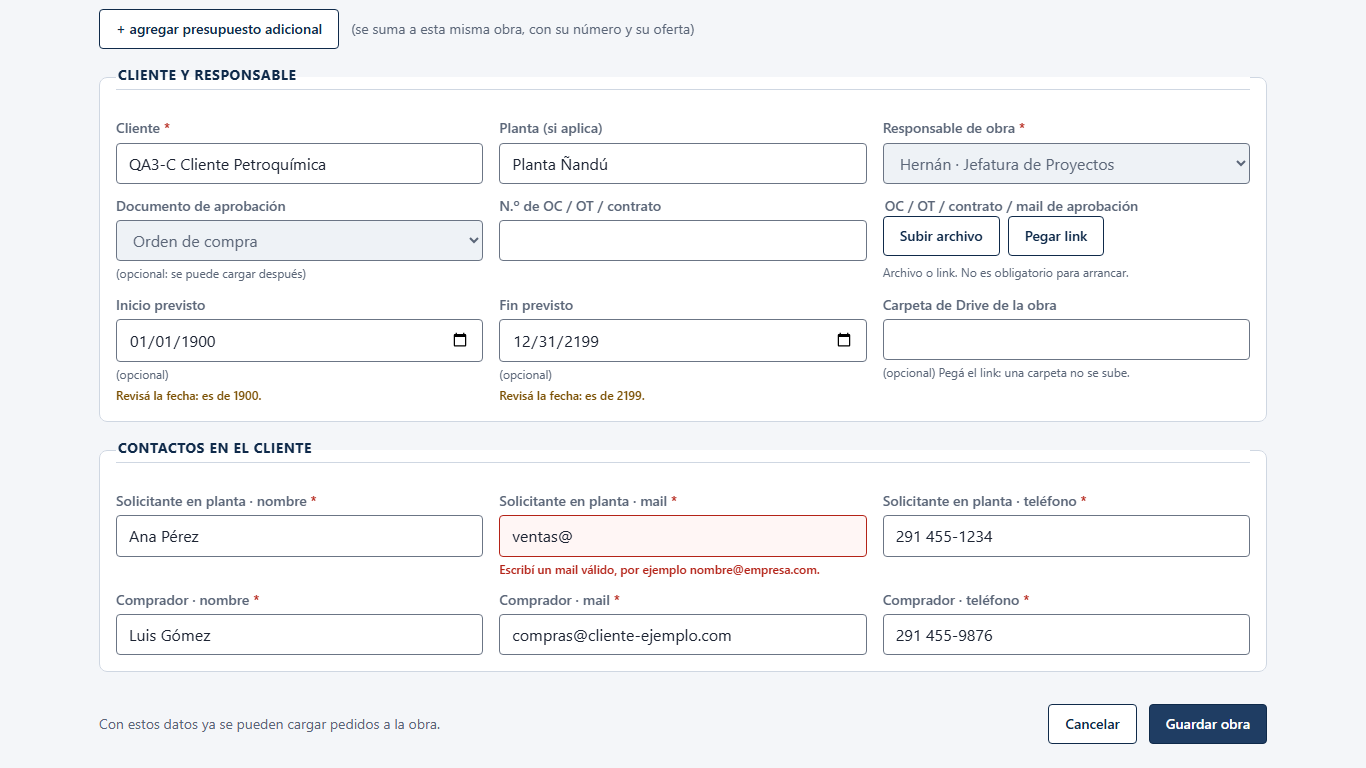 + agregar presupuesto adicional (se suma a esta misma obra, con su número y su oferta)
CLIENTE Y RESPONSABLE
Cliente * Planta (si aplica) Responsable de obra *
QA3-C Cliente Petroquímica Planta Ñandú Hernán · Jefatura de Proyectos
Documento de aprobación N.º de OC / OT / contrato OC / OT / contrato / mail de aprobación
Orden de compra Subir archivo Pegar link
(opcional: se puede cargar después) Archivo o link. No es obligatorio para arrancar.
Inicio previsto Fin previsto Carpeta de Drive de la obra
01/01/1900 12/31/2199
(opcional) (opcional) (opcional) Pegá el link: una carpeta no se sube.
Revisá la fecha: es de 1900. Revisá la fecha: es de 2199.
CONTACTOS EN EL CLIENTE
Solicitante en planta · nombre * Solicitante en planta · mail * Solicitante en planta · teléfono *
Ana Pérez ventas@ 291 455-1234
Escribí un mail válido, por ejemplo nombre@empresa.com.
Comprador · nombre * Comprador · mail * Comprador · teléfono *
Luis Gómez compras@cliente-ejemplo.com 291 455-9876
Con estos datos ya se pueden cargar pedidos a la obra. Cancelar Guardar obra